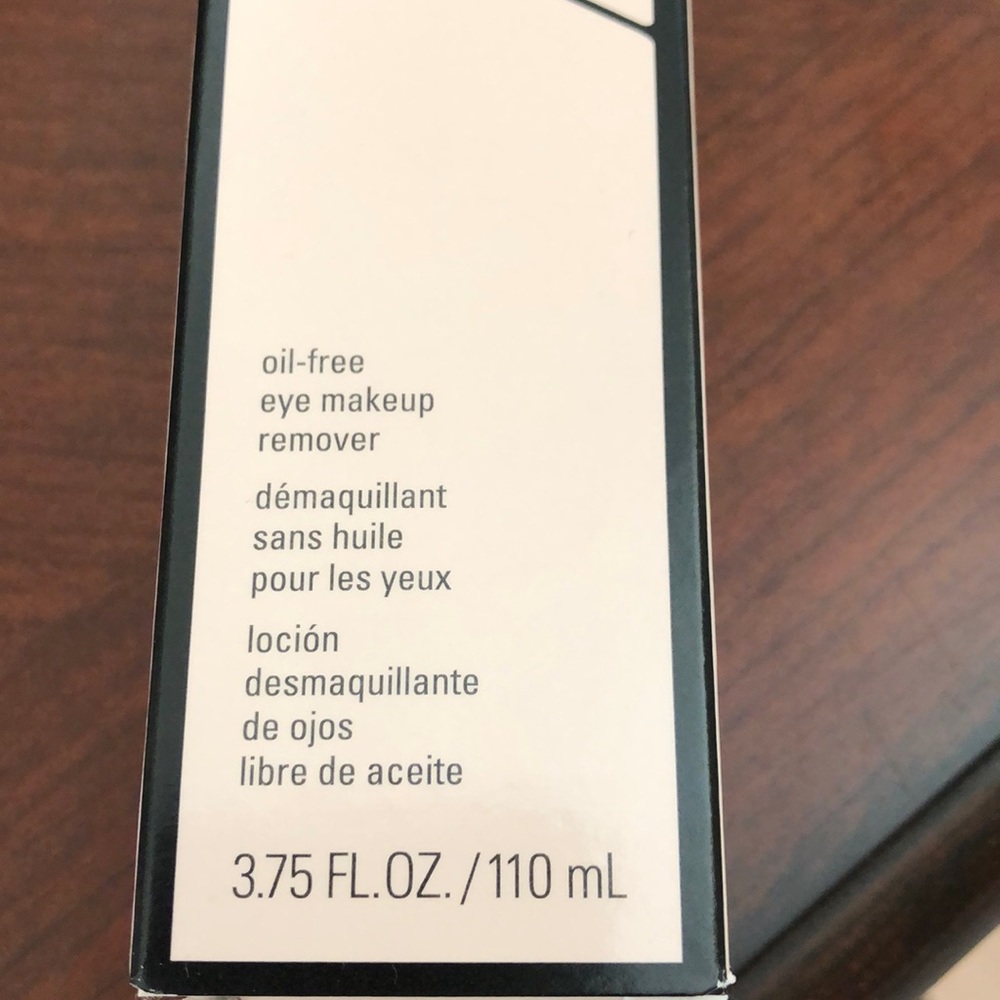 oil-free
eye makeup
remover
démaquillant
sans huile
pour les yeux
loción
desmaquillante
de ojos
libre de aceite
3.75 FL.OZ./110 mL